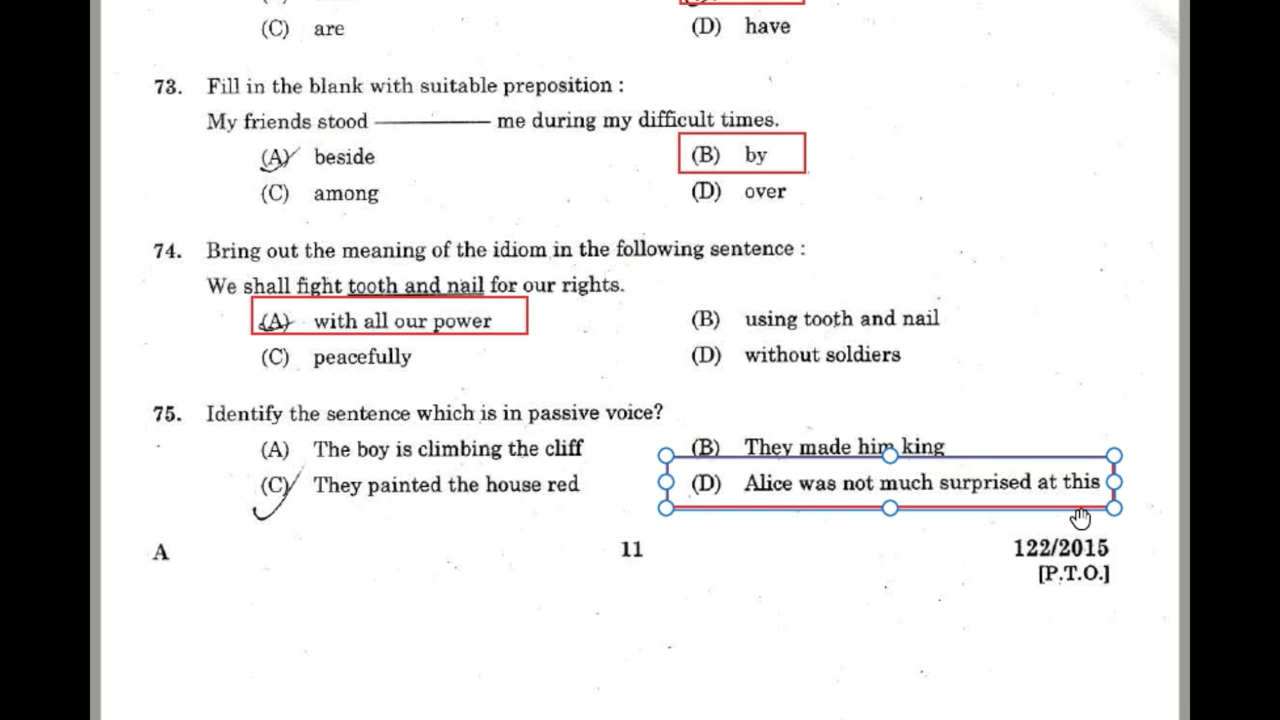 (C) are (D) have
73. Fill in the blank with suitable preposition :
My friends stood ———— me during my difficult times.
(A) beside (B) by
(C) among (D) over
74. Bring out the meaning of the idiom in the following sentence :
We shall fight tooth and nail for our rights.
(A) with all our power (B) using tooth and nail
(C) peacefully (D) without soldiers
75. Identify the sentence which is in passive voice?
(A) The boy is climbing the cliff (B) They made him king
(C) They painted the house red (D) Alice was not much surprised at this
A 11 122/2015
[P.T.O.]